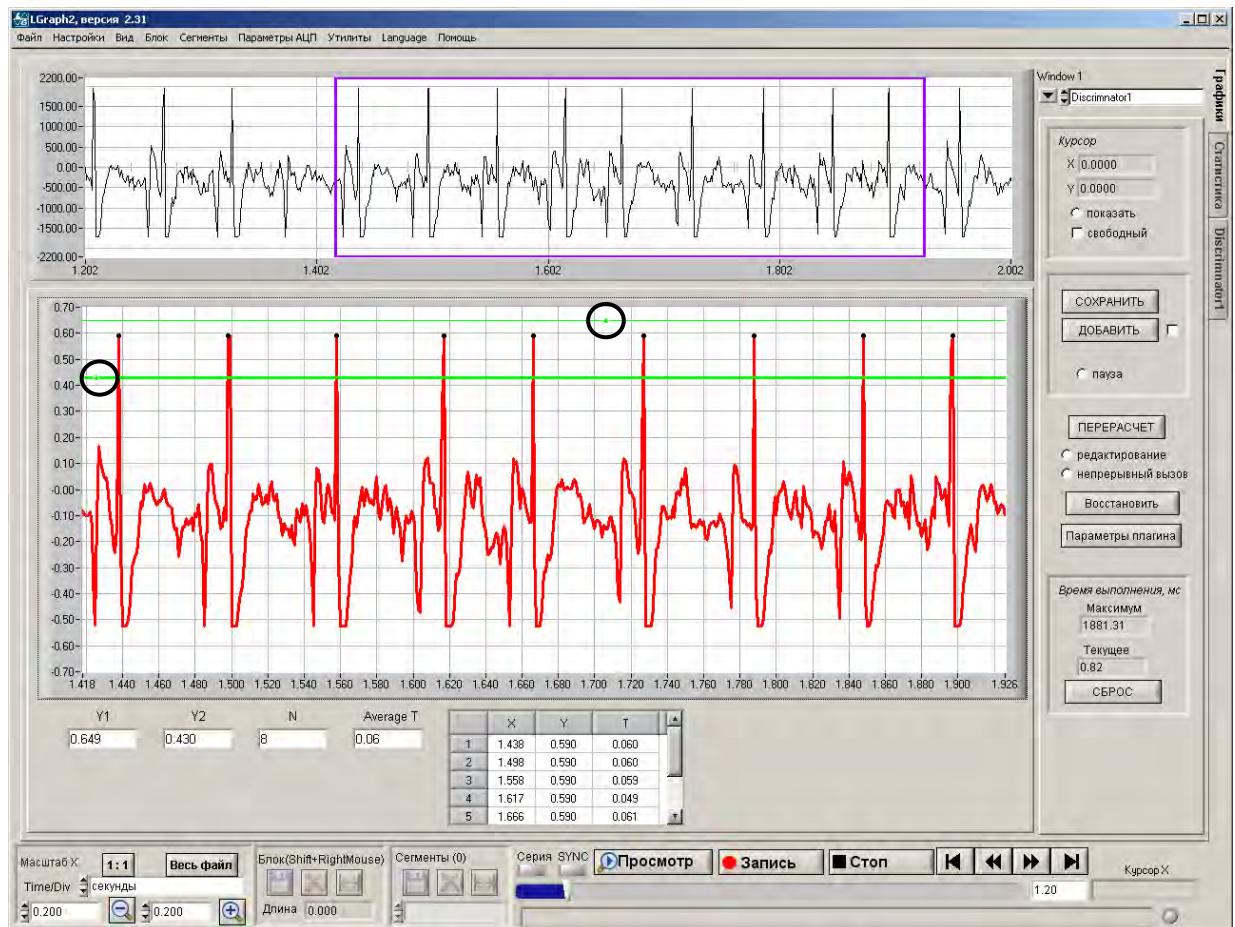 LGraph2, версия 2.31
Файл Настройки Вид Блок Сегменты Параметры АЦП Утилиты Language Помощь
2200.00
1500.00
1000.00
500.00
0.00
-500.00
-1000.00
-1500.00
-2200.00
1.202 1.402 1.602 1.802 2.002
0.70
0.60
0.50
0.40
0.30
0.20
0.10
-0.00
-0.10
-0.20
-0.30
-0.40
-0.50
-0.60
-0.70
1.418 1.440 1.460 1.480 1.500 1.520 1.540 1.560 1.580 1.600 1.620 1.640 1.660 1.680 1.700 1.720 1.740 1.760 1.780 1.800 1.820 1.840 1.860 1.880 1.900 1.926
Y1 Y2 N Average T
0.649 0.430 8 0.06
X Y T
1 1.438 0.590 0.060
2 1.498 0.590 0.060
3 1.558 0.590 0.059
4 1.617 0.590 0.049
5 1.666 0.590 0.061
Window 1
Discrimnator1
Курсор
X 0.0000
Y 0.0000
показать
свободный
СОХРАНИТЬ
ДОБАВИТЬ
пауза
ПЕРЕРАСЧЕТ
редактирование
непрерывный вызов
Восстановить
Параметры плагина
Время выполнения, мс
Максимум
1881.31
Текущее
0.82
СБРОС
Графики
Статистика
Discrimnator1
Масштаб X 1:1 Весь файл
Time/Div секунды
0.200 0.200
Блок(Shift+RightMouse)
Длина 0.000
Сегменты (0)
Серия SYNC Просмотр Запись Стоп
1.20
Курсор X